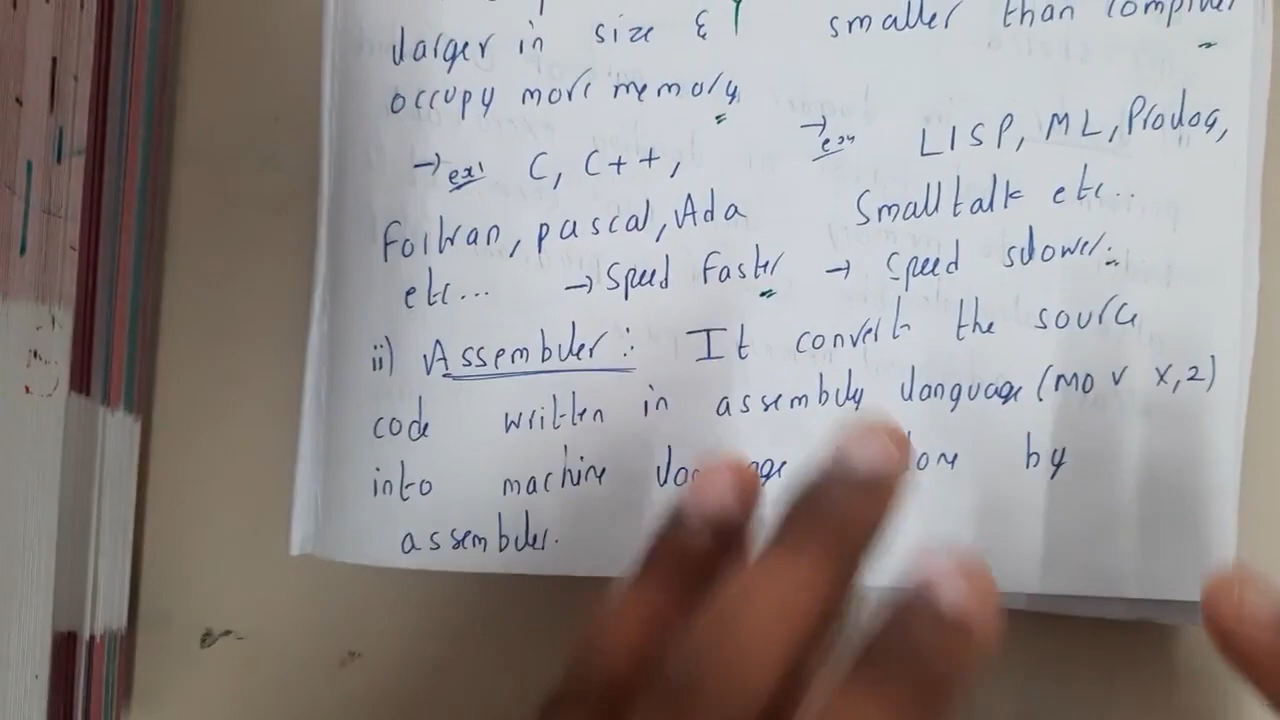 larger in size & smaller than compiler
occupy more memory
→ ex: C, C++, → ex: LISP, ML, Prolog,
Fortran, pascal, Ada Smalltalk etc..
etc... → Speed Faster → Speed slower.
ii) Assembler : It convert the source
code written in assembly language (MOV X,2)
into machine by
assembler.